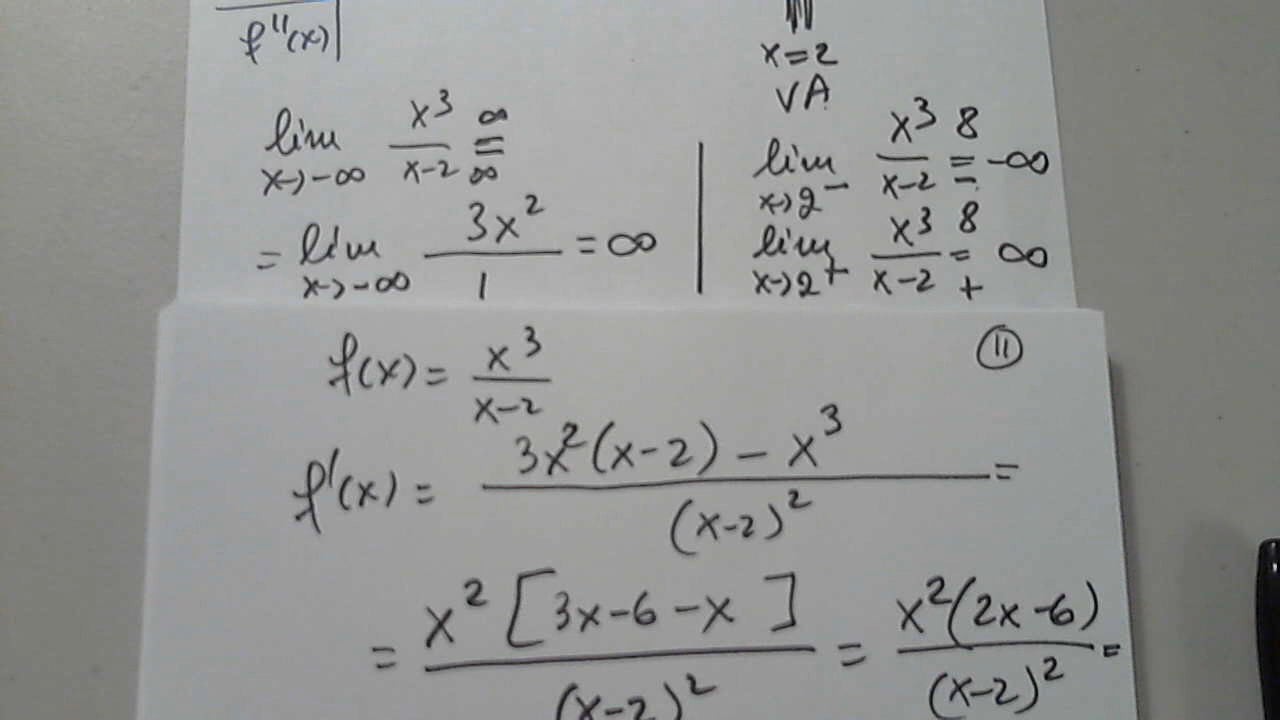 f''(x)
x=2
VA
lim x→-∞ x³/(x-2) = ∞/∞
= lim x→-∞ 3x²/1 = ∞
lim x→2⁻ x³/(x-2) = 8/- = -∞
lim x→2⁺ x³/(x-2) = 8/+ = ∞
f(x) = x³/(x-2)
11
f'(x) = (3x²(x-2) - x³)/(x-2)² =
= x²[3x-6-x]/(x-2)² = x²(2x-6)/(x-2)² =